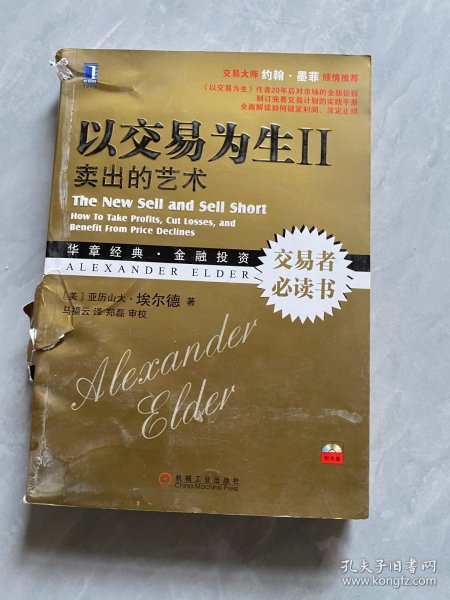 交易大师 约翰·墨菲 倾情推荐
《以交易为生》作者20年后对市场的全新诠释
制订完善交易计划的实践手册
全面解读如何锁定利润、设定止损
以交易为生II
卖出的艺术
The New Sell and Sell Short
How To Take Profits, Cut Losses, and
Benefit From Price Declines
华章经典·金融投资
ALEXANDER ELDER
交易者
必读书
[美] 亚历山大·埃尔德 著
马福云 译 郑磊 审校
Alexander
Elder
附光盘
机械工业出版社
China Machine Press
孔夫子旧书网
www.kongfz.com